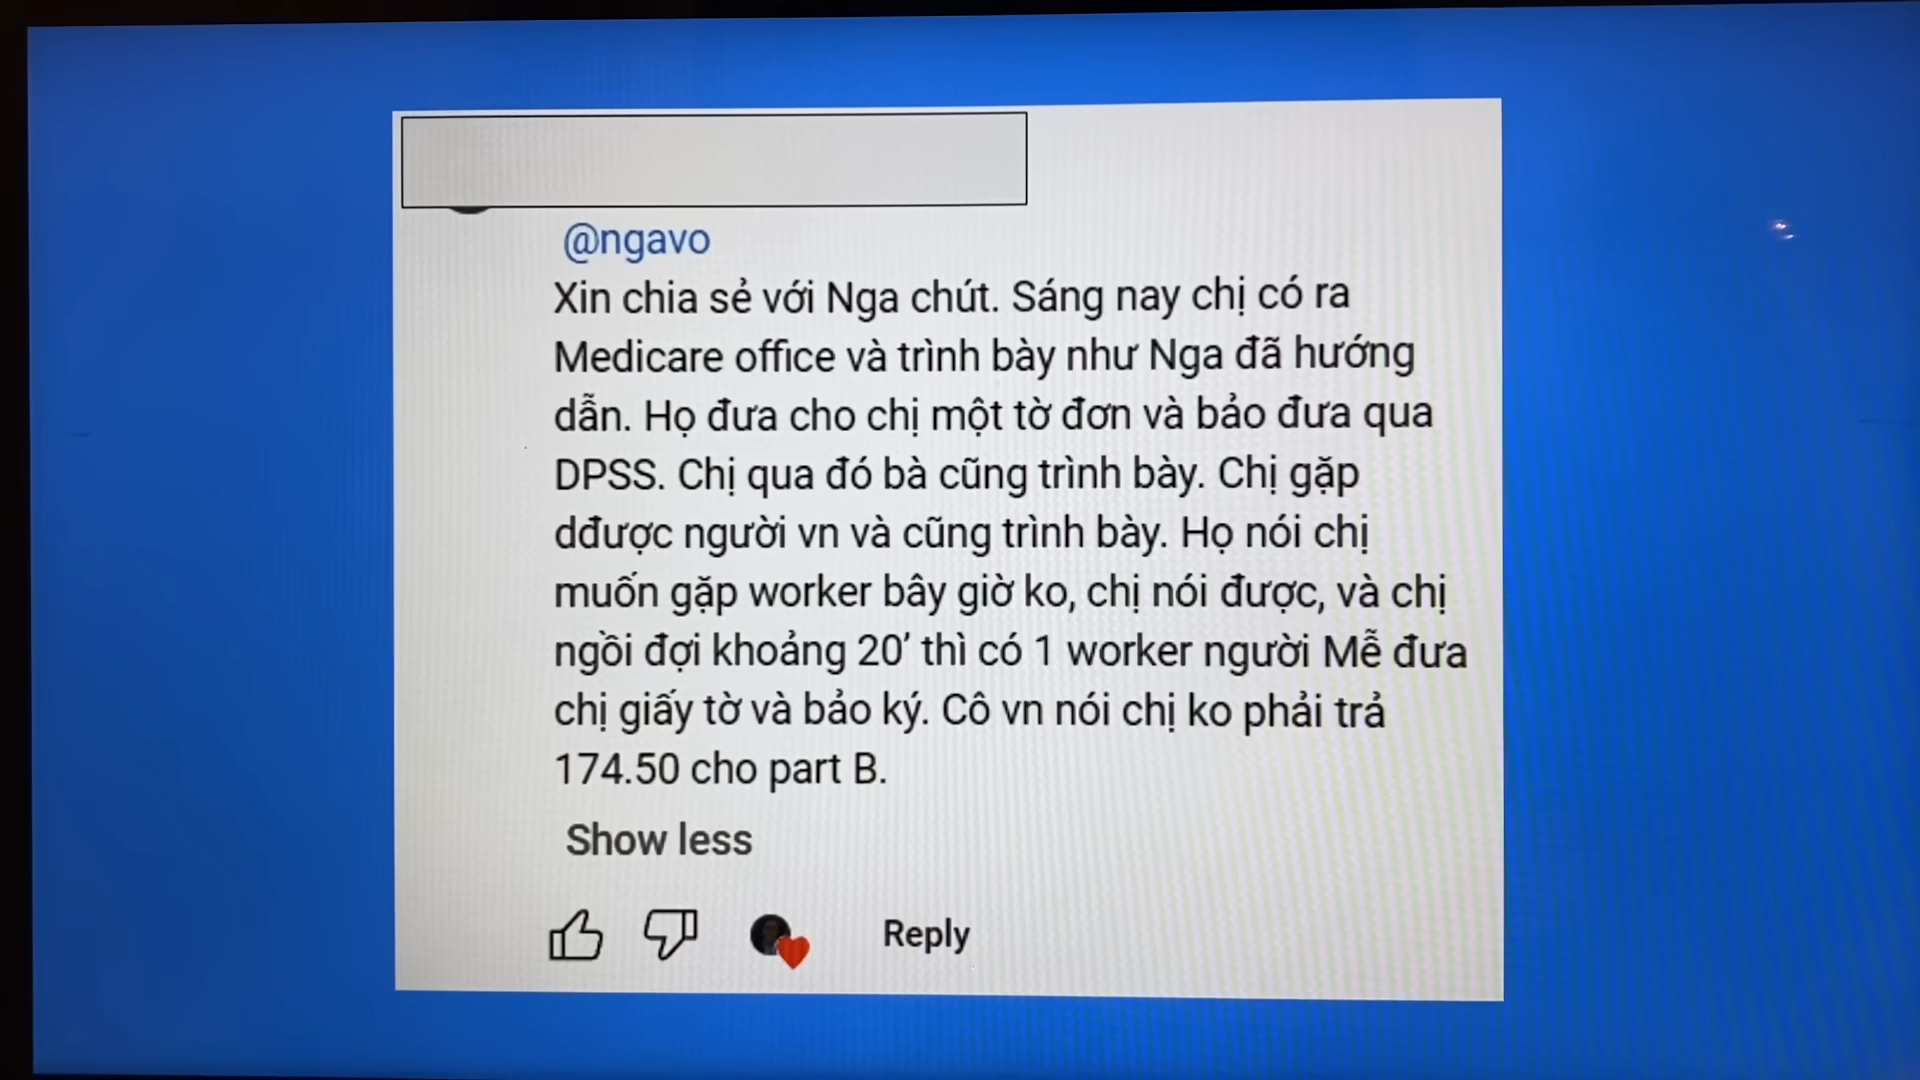 @ngavo
Xin chia sẻ với Nga chút. Sáng nay chị có ra
Medicare office và trình bày như Nga đã hướng
dẫn. Họ đưa cho chị một tờ đơn và bảo đưa qua
DPSS. Chị qua đó bà cũng trình bày. Chị gặp
dđược người vn và cũng trình bày. Họ nói chị
muốn gặp worker bây giờ ko, chị nói được, và chị
ngồi đợi khoảng 20’ thì có 1 worker người Mễ đưa
chị giấy tờ và bảo ký. Cô vn nói chị ko phải trả
174.50 cho part B.
Show less
Reply